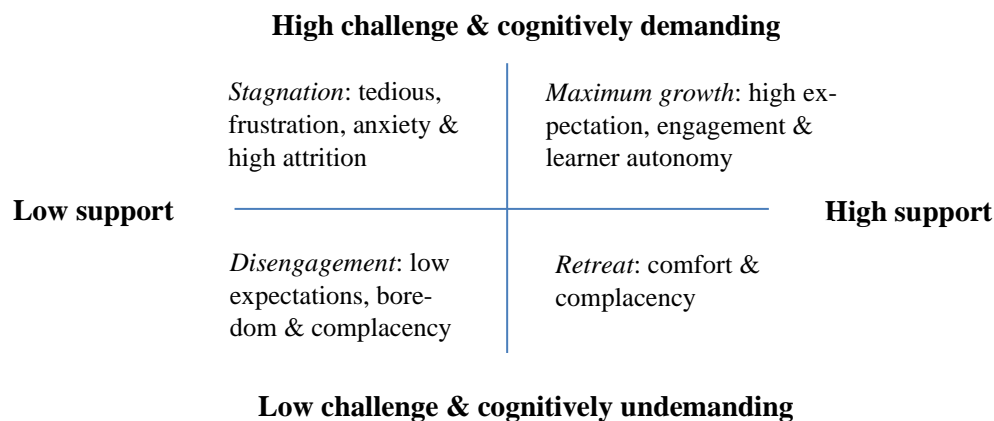 High challenge & cognitively demanding
Stagnation: tedious,
frustration, anxiety &
high attrition
Maximum growth: high ex-
pectation, engagement &
learner autonomy
Low support
High support
Disengagement: low
expectations, bore-
dom & complacency
Retreat: comfort &
complacency
Low challenge & cognitively undemanding